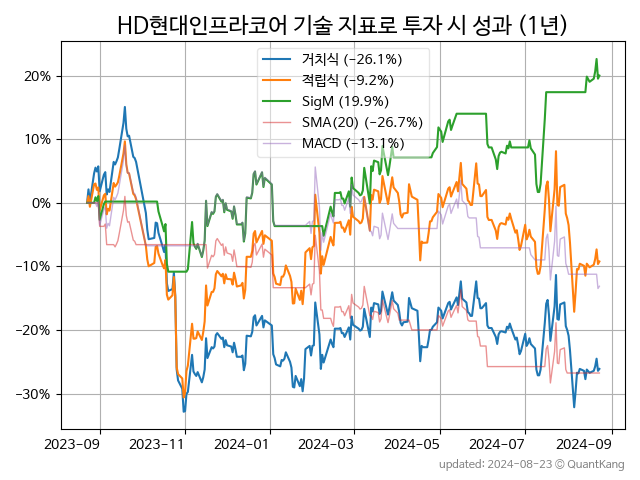 HD현대인프라코어 기술 지표로 투자 시 성과 (1년)
거치식 (−26.1%)
적립식 (−9.2%)
SigM (19.9%)
SMA(20) (−26.7%)
MACD (−13.1%)
20%
10%
0%
−10%
−20%
−30%
2023-09 2023-11 2024-01 2024-03 2024-05 2024-07 2024-09
updated: 2024-08-23 © QuantKang